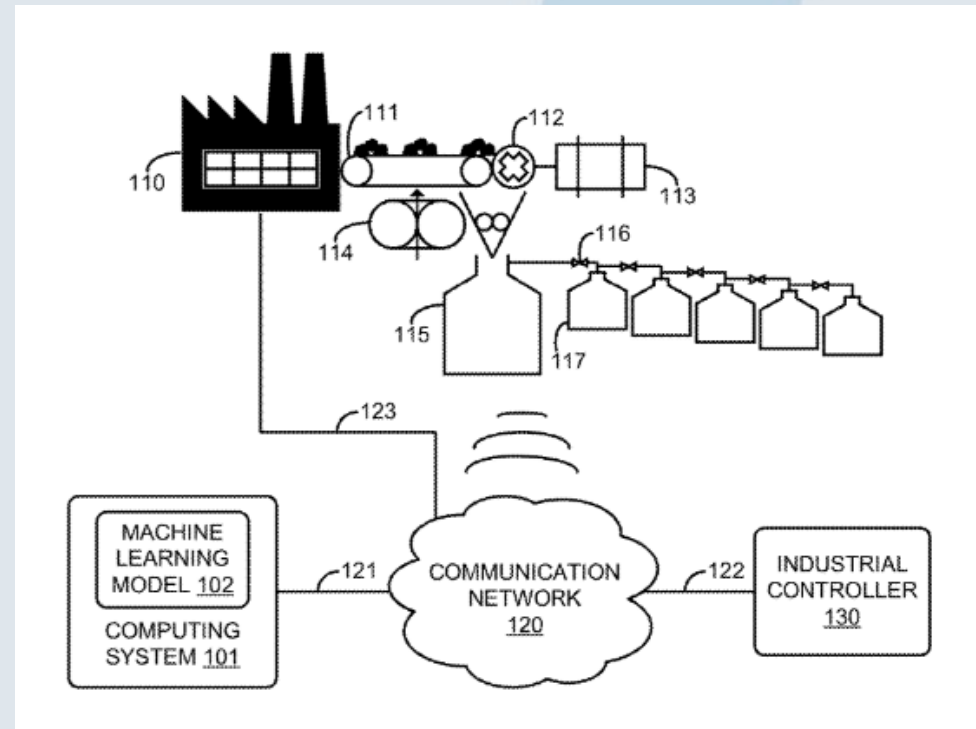 111
112
110
113
114
116
115
117
123
MACHINE
LEARNING
MODEL 102
COMPUTING
SYSTEM 101
121
COMMUNICATION
NETWORK
120
122
INDUSTRIAL
CONTROLLER
130